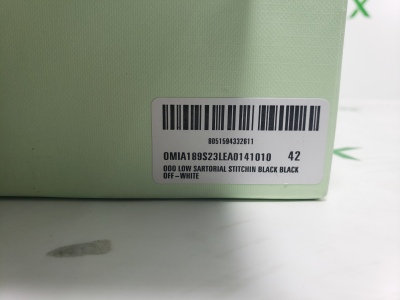 8051594332611
OMIA189S23LEA0141010 42
OOO LOW SARTORIAL STITCHIN BLACK BLACK
OFF-WHITE